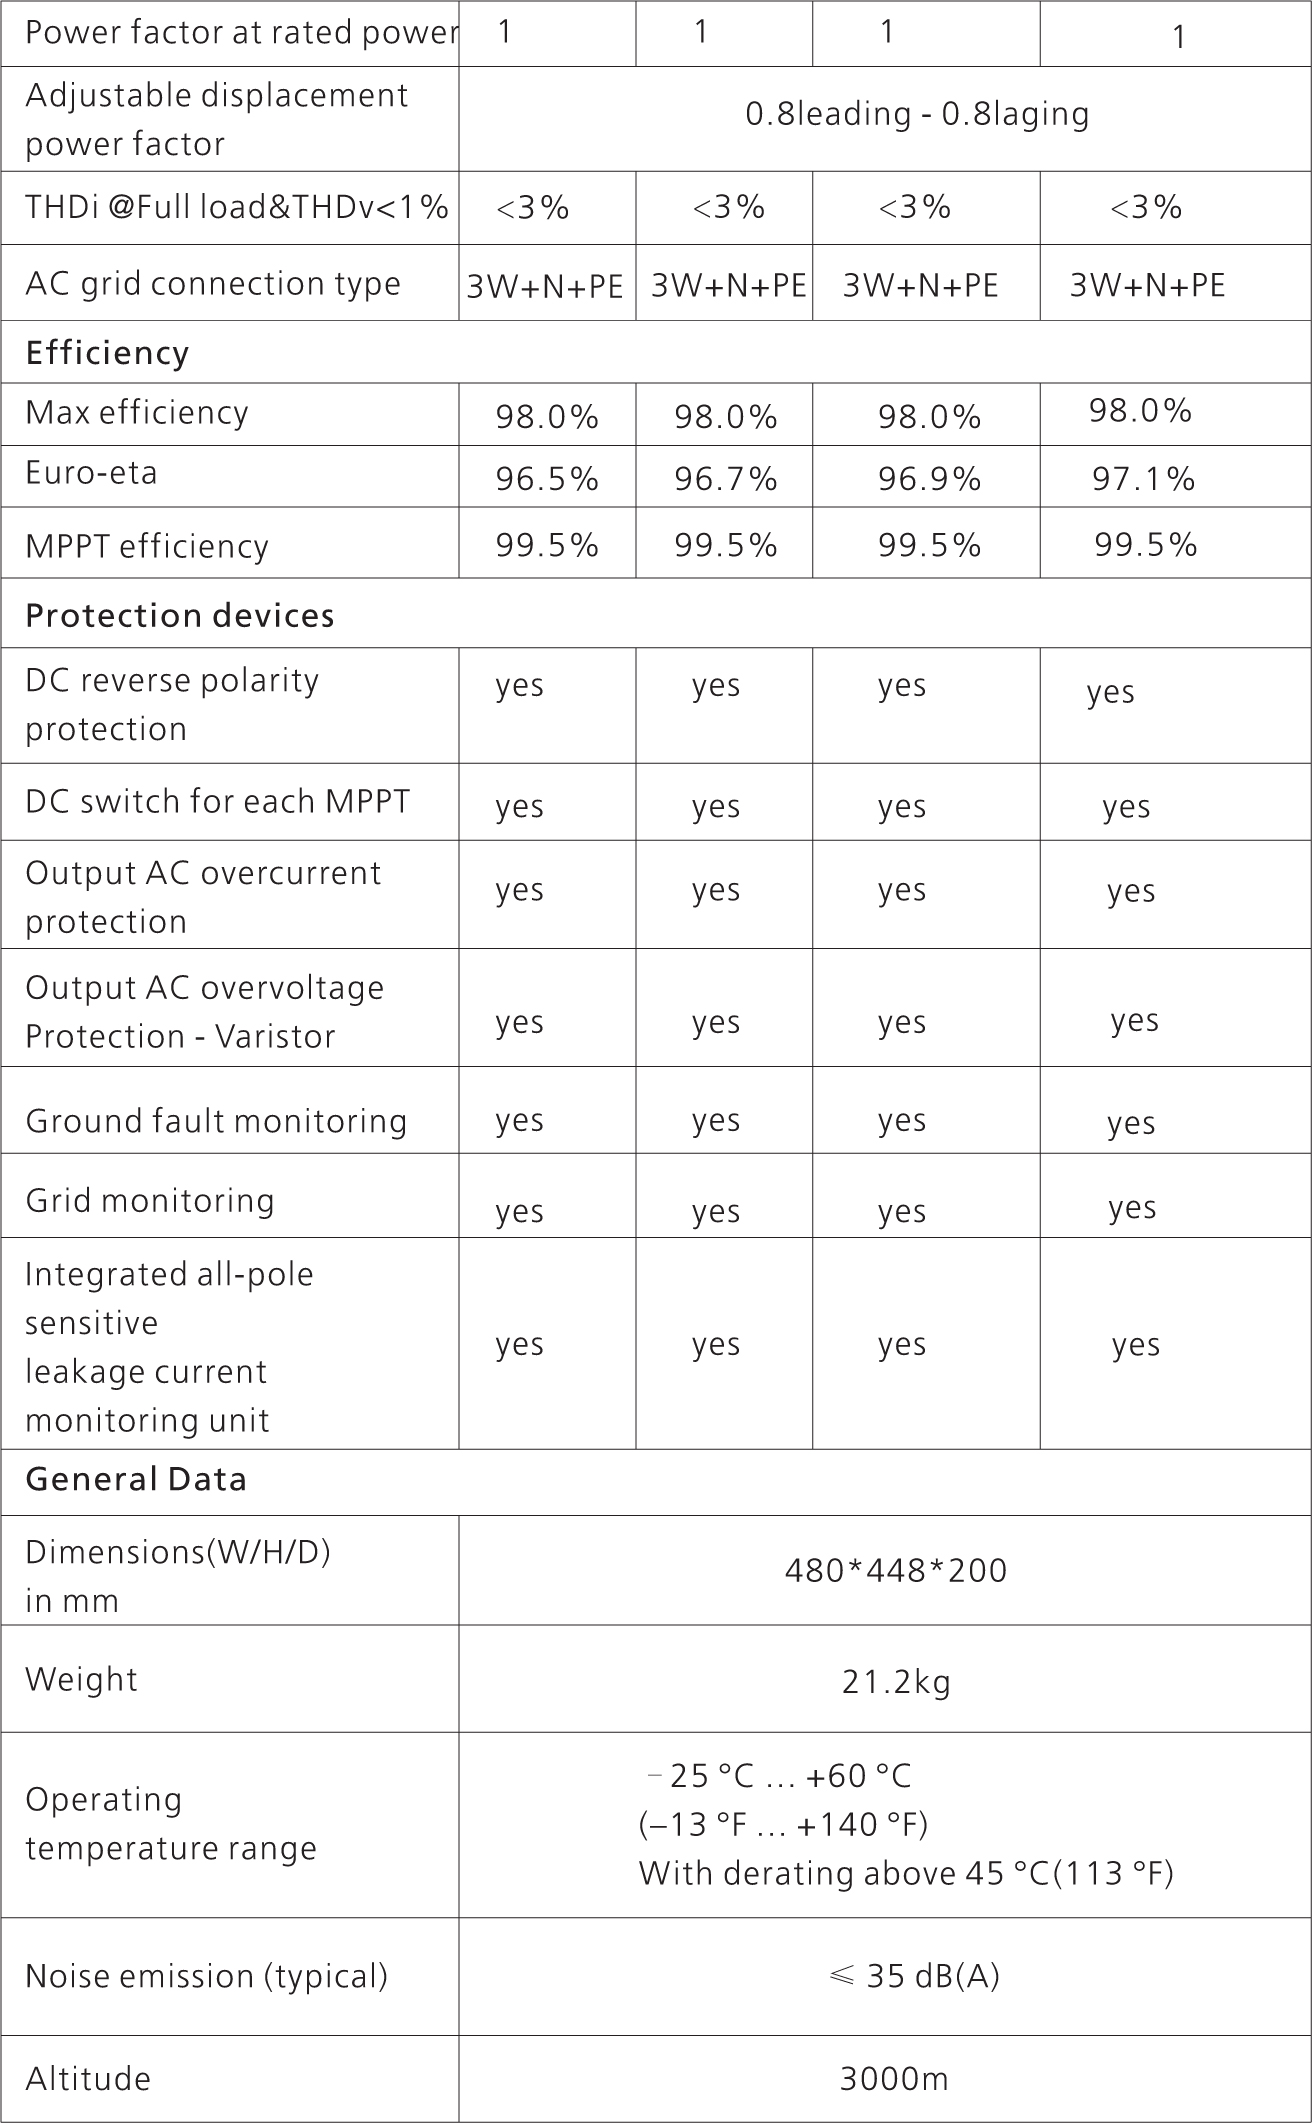 Power factor at rated power 1 1 1 1
Adjustable displacement
power factor
0.8leading - 0.8laging
THDi @Full load&THDv<1% <3% <3% <3% <3%
AC grid connection type 3W+N+PE 3W+N+PE 3W+N+PE 3W+N+PE
Efficiency
Max efficiency 98.0% 98.0% 98.0% 98.0%
Euro-eta 96.5% 96.7% 96.9% 97.1%
MPPT efficiency 99.5% 99.5% 99.5% 99.5%
Protection devices
DC reverse polarity
protection
yes yes yes yes
DC switch for each MPPT yes yes yes yes
Output AC overcurrent
protection
yes yes yes yes
Output AC overvoltage
Protection - Varistor
yes yes yes yes
Ground fault monitoring yes yes yes yes
Grid monitoring yes yes yes yes
Integrated all-pole
sensitive
leakage current
monitoring unit
yes yes yes yes
General Data
Dimensions(W/H/D)
in mm
480*448*200
Weight 21.2kg
Operating
temperature range
–25 °C ... +60 °C
(–13 °F ... +140 °F)
With derating above 45 °C(113 °F)
Noise emission (typical) ⩽ 35 dB(A)
Altitude 3000m